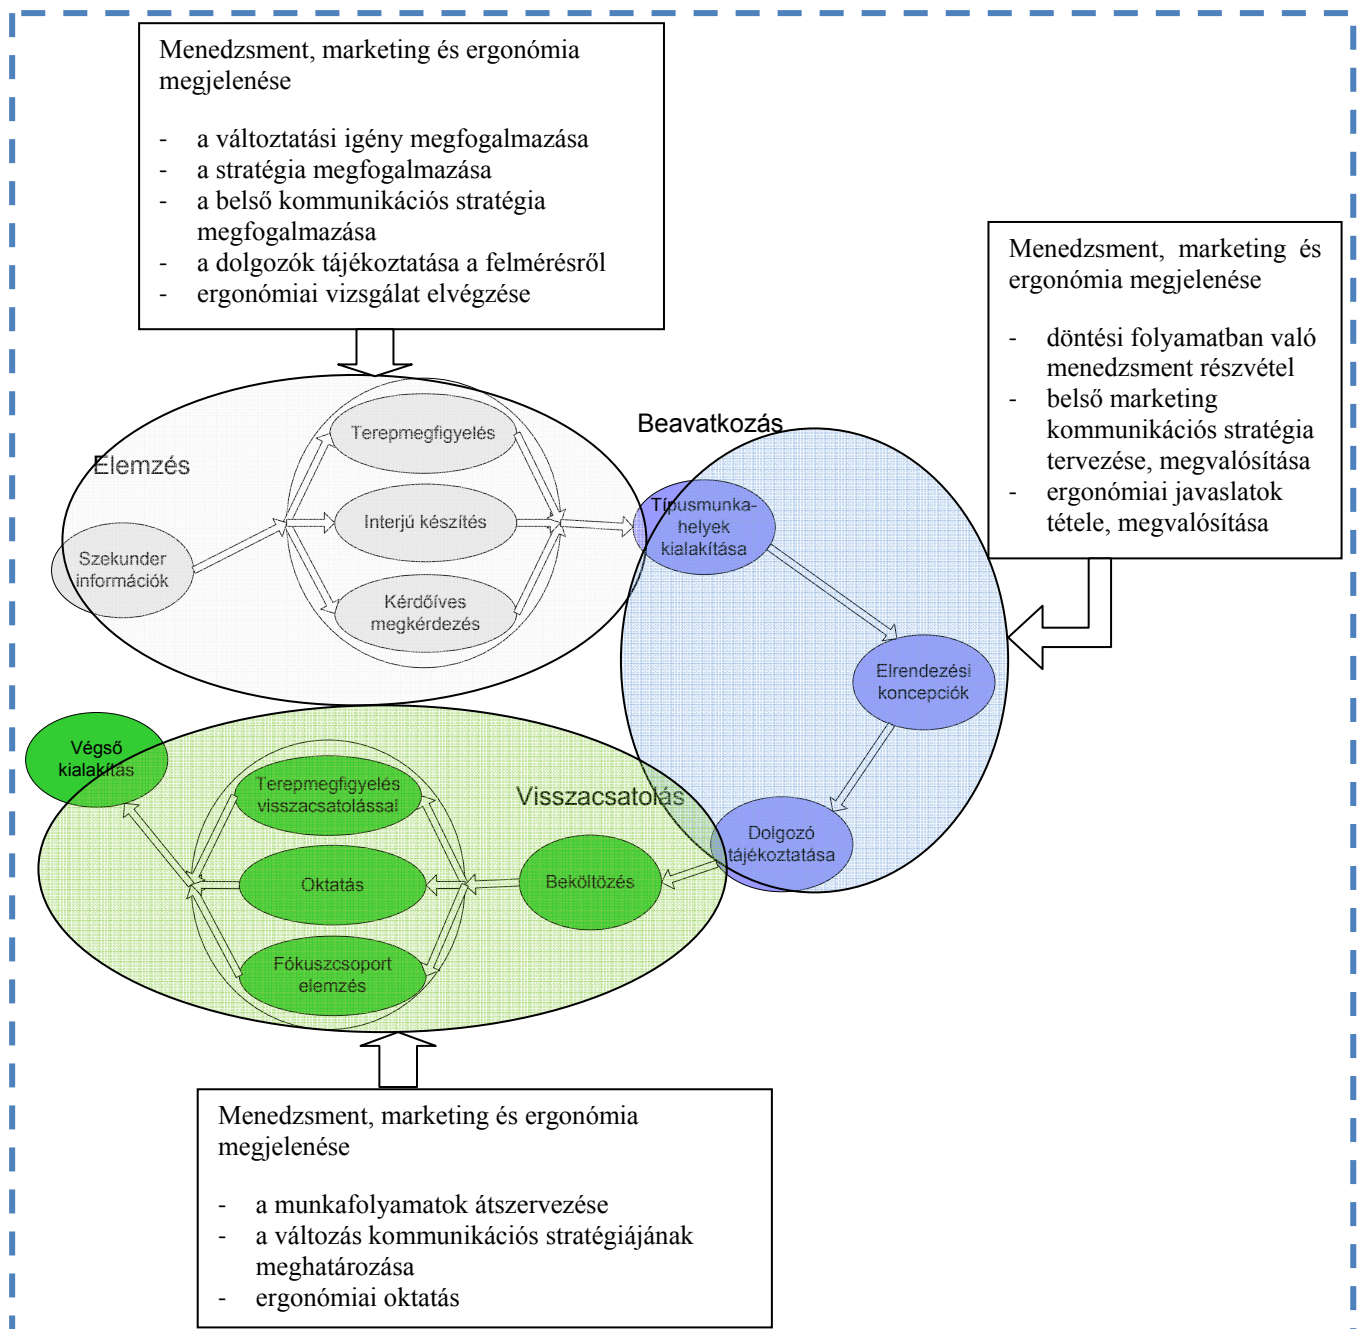 Menedzsment, marketing és ergonómia
megjelenése
- a változtatási igény megfogalmazása
- a stratégia megfogalmazása
- a belső kommunikációs stratégia
megfogalmazása
- a dolgozók tájékoztatása a felmérésről
- ergonómiai vizsgálat elvégzése
Menedzsment, marketing és
ergonómia megjelenése
- döntési folyamatban való
menedzsment részvétel
- belső marketing
kommunikációs stratégia
tervezése, megvalósítása
- ergonómiai javaslatok
tétele, megvalósítása
Elemzés
Szekunder
információk
Terepmegfigyelés
Interjú készítés
Kérdőíves
megkérdezés
Beavatkozás
Típusmunka-
helyek
kialakítása
Elrendezési
koncepciók
Dolgozó
tájékoztatása
Visszacsatolás
Beköltözés
Terepmegfigyelés
visszacsatolással
Oktatás
Fókuszcsoport
elemzés
Végső
kialakítás
Menedzsment, marketing és ergonómia
megjelenése
- a munkafolyamatok átszervezése
- a változás kommunikációs stratégiájának
meghatározása
- ergonómiai oktatás